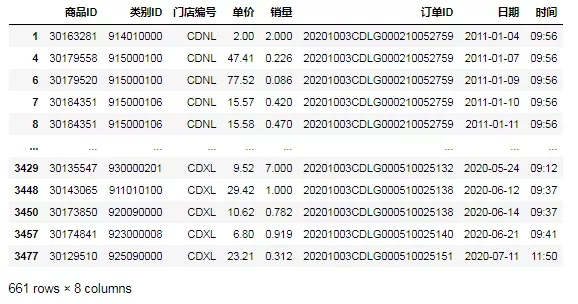 商品ID 类别ID 门店编号 单价 销量 订单ID 日期 时间
1 30163281 914010000 CDNL 2.00 2.000 20201003CDLG000210052759 2011-01-04 09:56
4 30179558 915000010 CDNL 47.41 0.226 20201003CDLG000210052759 2011-01-07 09:56
6 30179520 915000100 CDNL 77.52 0.086 20201003CDLG000210052759 2011-01-09 09:56
7 30184351 915000106 CDNL 15.57 0.420 20201003CDLG000210052759 2011-01-10 09:56
8 30184351 915000106 CDNL 15.58 0.470 20201003CDLG000210052759 2011-01-11 09:56
... ... ... ... ... ... ... ... ...
3429 30135547 930000201 CDXL 9.52 7.000 20201003CDLG000510025132 2020-05-24 09:12
3448 30143065 911010100 CDXL 29.42 1.000 20201003CDLG000510025138 2020-06-12 09:37
3450 30173850 920090000 CDXL 10.62 0.782 20201003CDLG000510025138 2020-06-14 09:37
3457 30174841 923000008 CDXL 6.80 0.919 20201003CDLG000510025140 2020-06-21 09:41
3477 30129510 925090000 CDXL 23.21 0.312 20201003CDLG000510025151 2020-07-11 11:50
661 rows × 8 columns